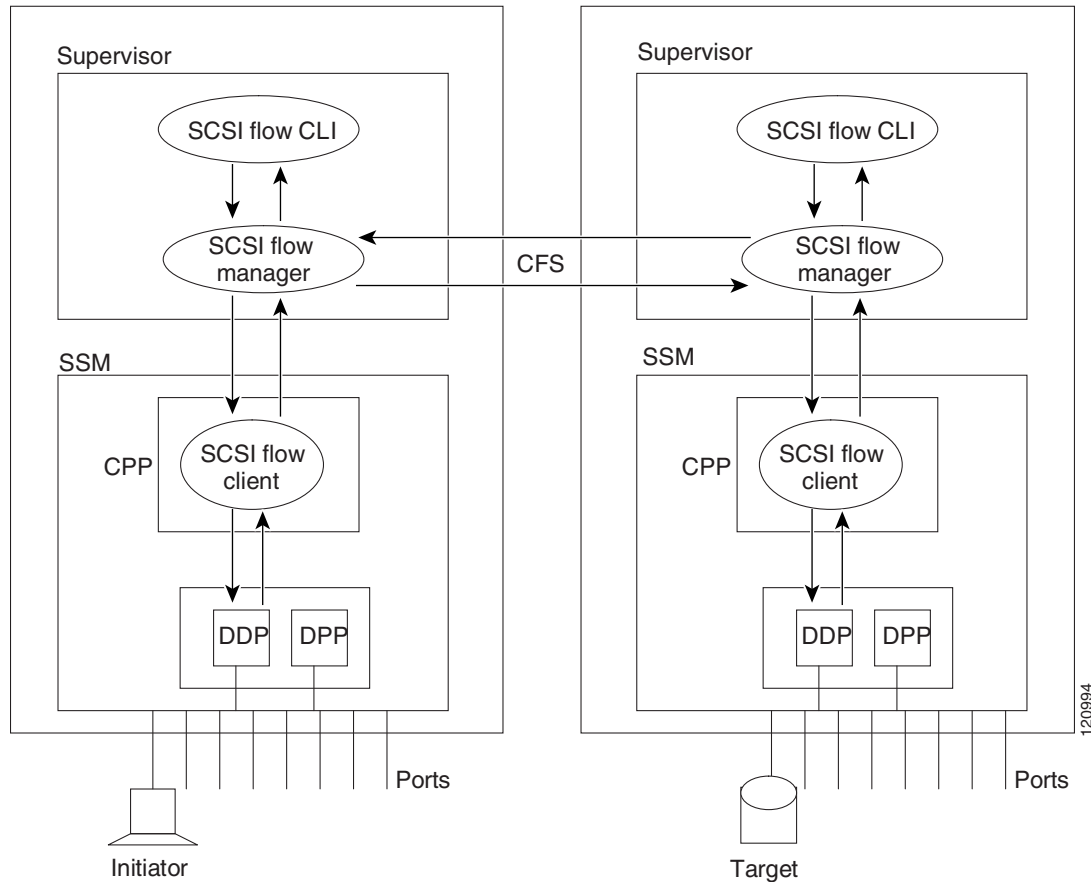 Supervisor
SCSI flow CLI
SCSI flow
manager
SSM
CPP
SCSI flow
client
DDP
DPP
Ports
Initiator
CFS
Supervisor
SCSI flow CLI
SCSI flow
manager
SSM
CPP
SCSI flow
client
DDP
DPP
Ports
Target
120994